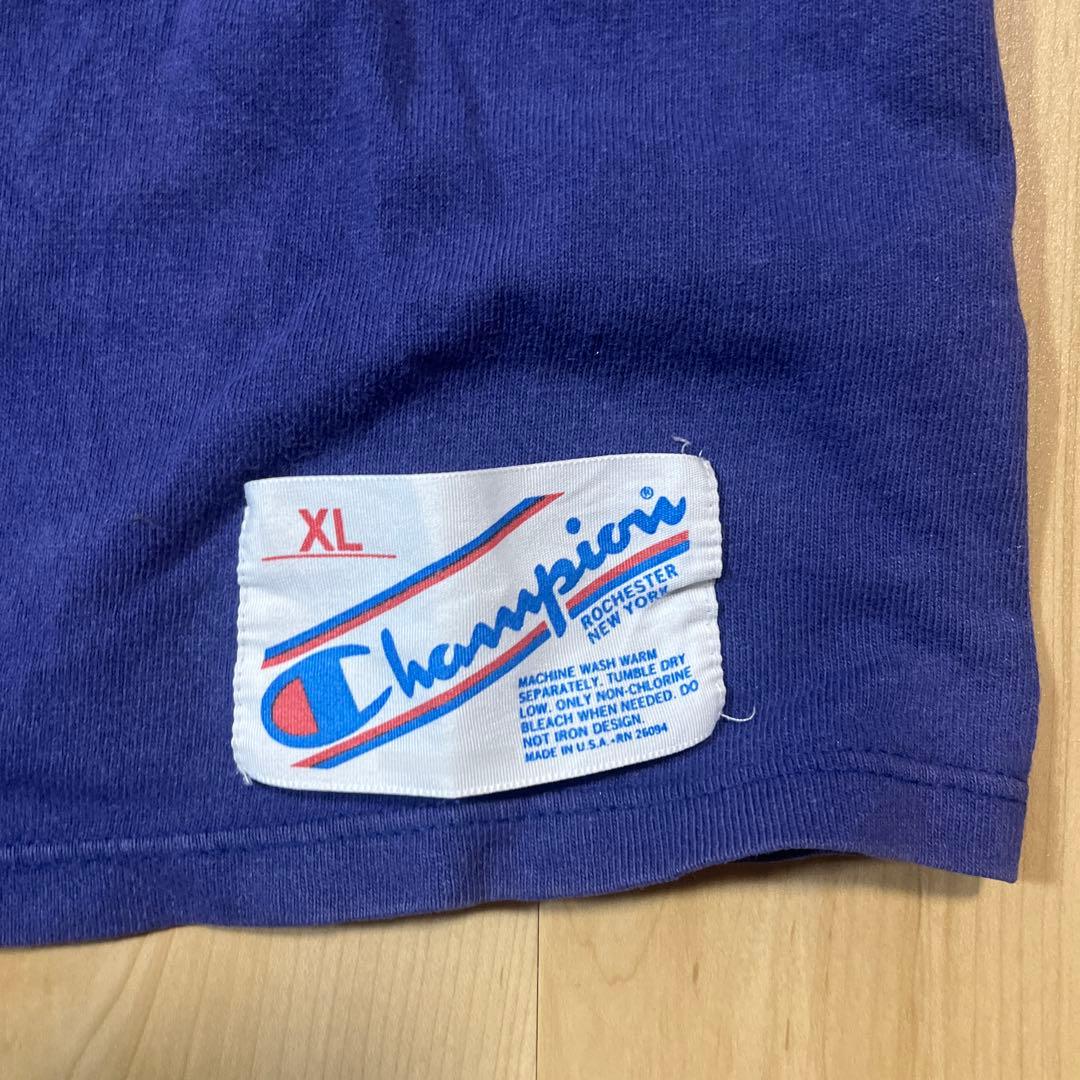 XL
Champion®
ROCHESTER
NEW YORK
MACHINE WASH WARM
SEPARATELY. TUMBLE DRY
LOW. ONLY NON-CHLORINE
BLEACH WHEN NEEDED. DO
NOT IRON DESIGN.
MADE IN U.S.A.•RN 26094